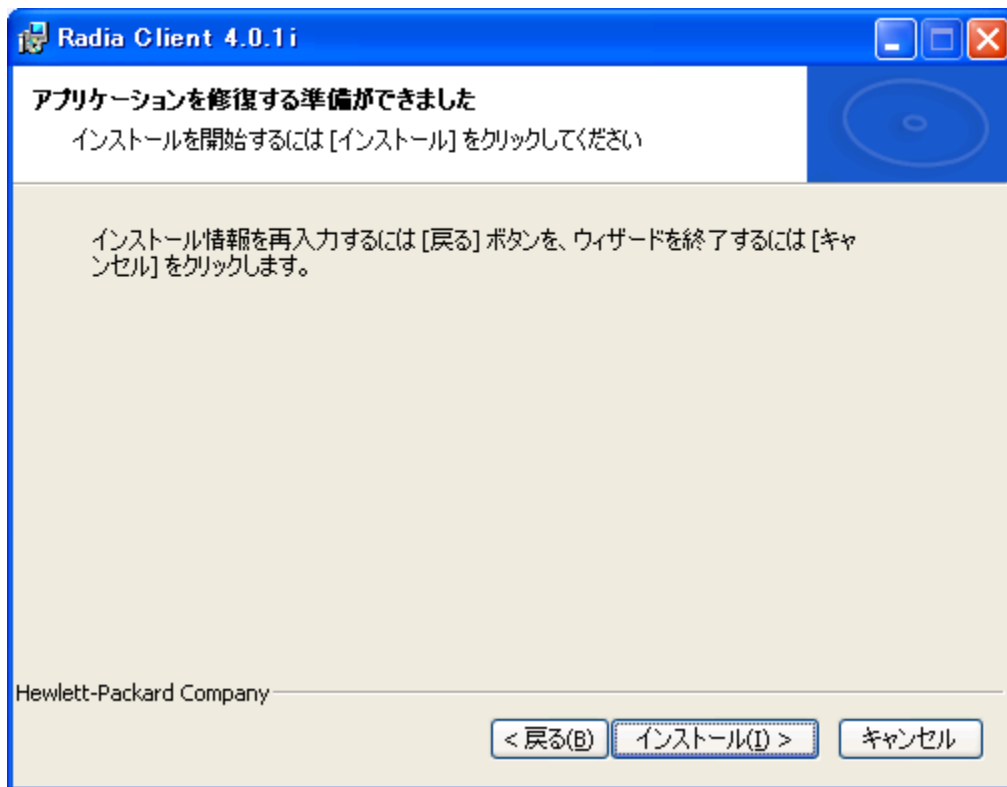 Radia Client 4.0.1i
アプリケーションを修復する準備ができました
インストールを開始するには [インストール] をクリックしてください
インストール情報を再入力するには [戻る] ボタンを、ウィザードを終了するには [キャ
ンセル] をクリックします。
Hewlett-Packard Company
< 戻る(B) インストール(I) > キャンセル